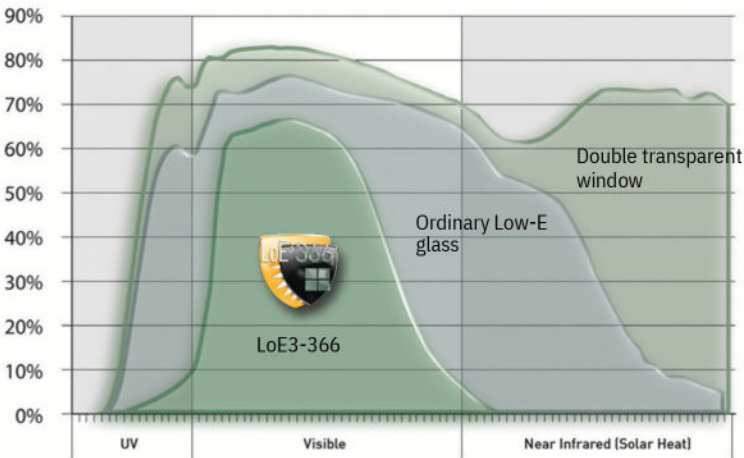 90%
80%
70%
60%
50%
40%
30%
20%
10%
0%
Double transparent
window
Ordinary Low-E
glass
LoE³-366
LoE3-366
UV
Visible
Near Infrared (Solar Heat)